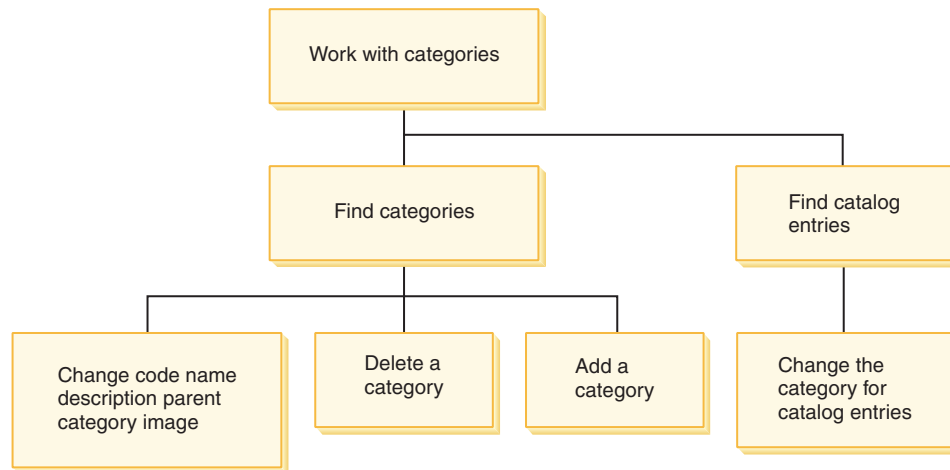 Work with categories
Find categories
Find catalog
entries
Change code name
description parent
category image
Delete a
category
Add a
category
Change the
category for
catalog entries